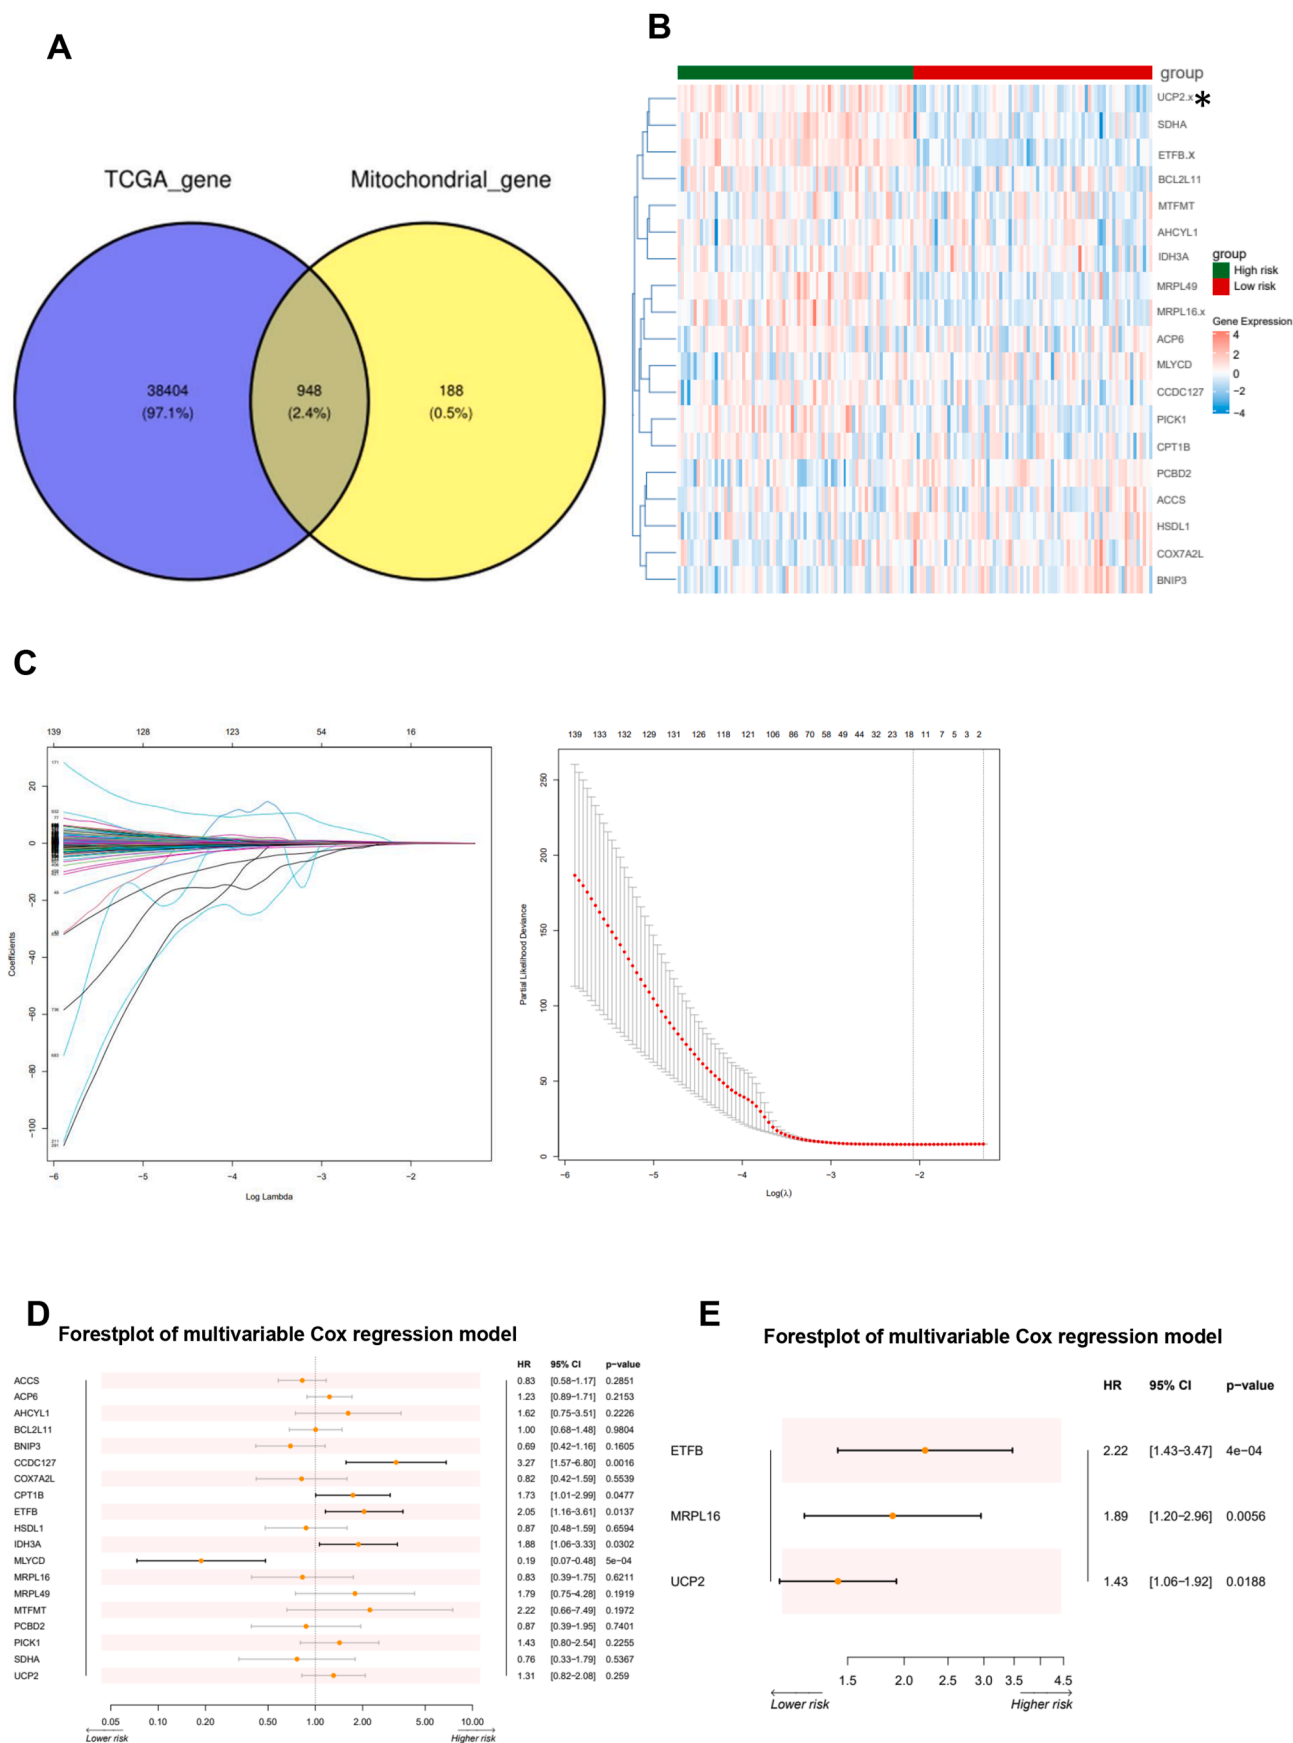 A
TCGA_gene
Mitochondrial_gene
38404
(97.1%)
948
(2.4%)
188
(0.5%)
B
group
UCP2.x*
SDHA
ETFB.X
BCL2L11
MTFMT
AHCYL1
IDH3A
MRPL49
MRPL16.x
ACP6
MLYCD
CCDC127
PICK1
CPT1B
PCBD2
ACCS
HSDL1
COX7A2L
BNIP3
group
High risk
Low risk
Gene Expression
4
2
0
−2
−4
C
139 128 123 54 16
20
0
−20
−40
−60
−80
−100
Coefficients
−6 −5 −4 −3 −2
Log Lambda
139 133 132 129 131 126 118 121 106 86 70 58 49 44 32 23 18 11 7 5 3 2
250
200
150
100
50
0
Partial Likelihood Deviance
−6 −5 −4 −3 −2
Log(λ)
D
Forestplot of multivariable Cox regression model
HR 95% CI p−value
ACCS 0.83 [0.58−1.17] 0.2851
ACP6 1.23 [0.89−1.71] 0.2153
AHCYL1 1.62 [0.75−3.51] 0.2226
BCL2L11 1.00 [0.68−1.48] 0.9804
BNIP3 0.69 [0.42−1.16] 0.1605
CCDC127 3.27 [1.57−6.80] 0.0016
COX7A2L 0.82 [0.42−1.59] 0.5539
CPT1B 1.73 [1.01−2.99] 0.0477
ETFB 2.05 [1.16−3.61] 0.0137
HSDL1 0.87 [0.48−1.59] 0.6594
IDH3A 1.88 [1.06−3.33] 0.0302
MLYCD 0.19 [0.07−0.48] 5e−04
MRPL16 0.83 [0.39−1.75] 0.6211
MRPL49 1.79 [0.75−4.28] 0.1919
MTFMT 2.22 [0.66−7.49] 0.1972
PCBD2 0.87 [0.39−1.95] 0.7401
PICK1 1.43 [0.80−2.54] 0.2255
SDHA 0.76 [0.33−1.79] 0.5367
UCP2 1.31 [0.82−2.08] 0.259
0.05 0.10 0.20 0.50 1.00 2.00 5.00 10.00
Lower risk Higher risk
E
Forestplot of multivariable Cox regression model
HR 95% CI p−value
ETFB 2.22 [1.43−3.47] 4e−04
MRPL16 1.89 [1.20−2.96] 0.0056
UCP2 1.43 [1.06−1.92] 0.0188
1.5 2.0 2.5 3.0 3.5 4.5
Lower risk Higher risk